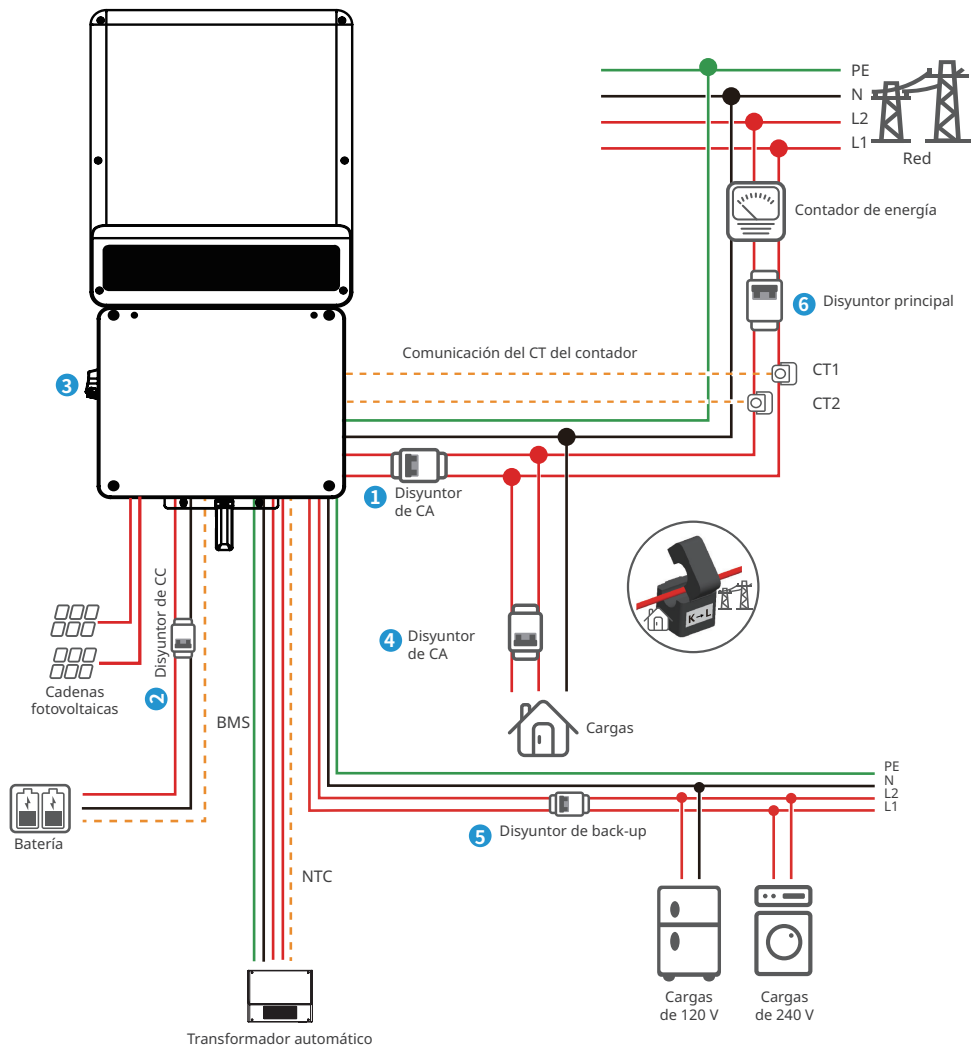 PE
N
L2
L1
Red
Contador de energía
6 Disyuntor principal
Comunicación del CT del contador
CT1
CT2
3
1 Disyuntor
de CA
K→L
4 Disyuntor
de CA
Cargas
2 Disyuntor de CC
Cadenas
fotovoltaicas
BMS
Batería
NTC
PE
N
L2
L1
5 Disyuntor de back-up
Cargas
de 120 V
Cargas
de 240 V
Transformador automático